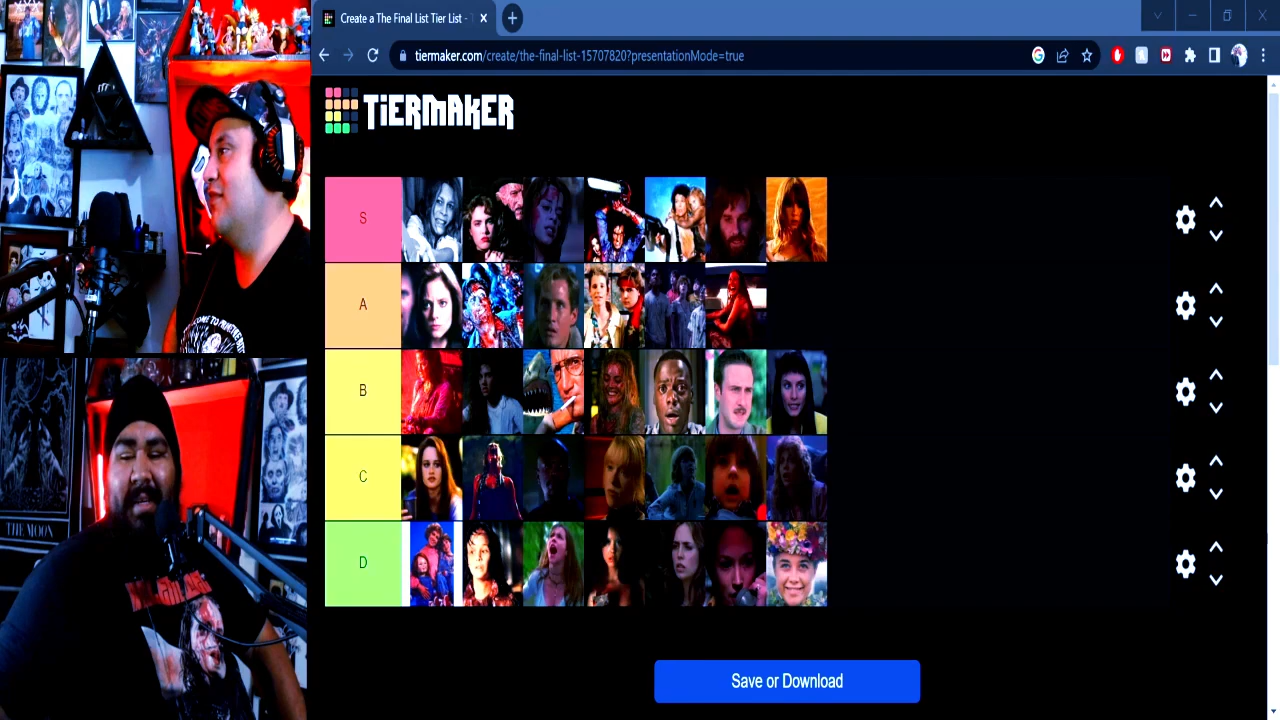 Create a The Final List Tier List -
tiermaker.com/create/the-final-list-15707820?presentationMode=true
TiERMAKER
S
A
B
C
D
THE MOON
Save or Download